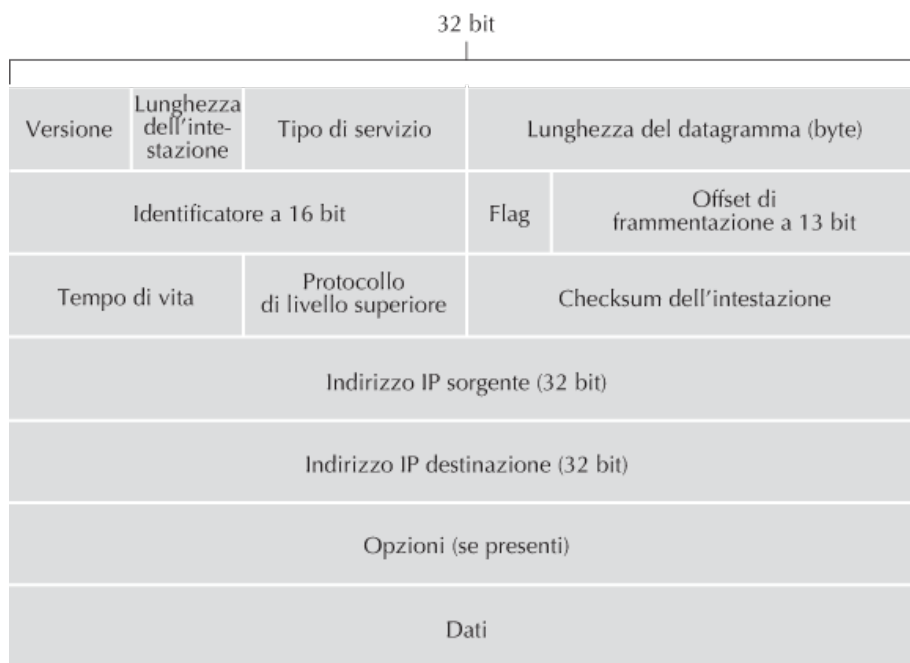 32 bit
Versione
Lunghezza
dell'inte-
stazione
Tipo di servizio
Lunghezza del datagramma (byte)
Identificatore a 16 bit
Flag
Offset di
frammentazione a 13 bit
Tempo di vita
Protocollo
di livello superiore
Checksum dell'intestazione
Indirizzo IP sorgente (32 bit)
Indirizzo IP destinazione (32 bit)
Opzioni (se presenti)
Dati